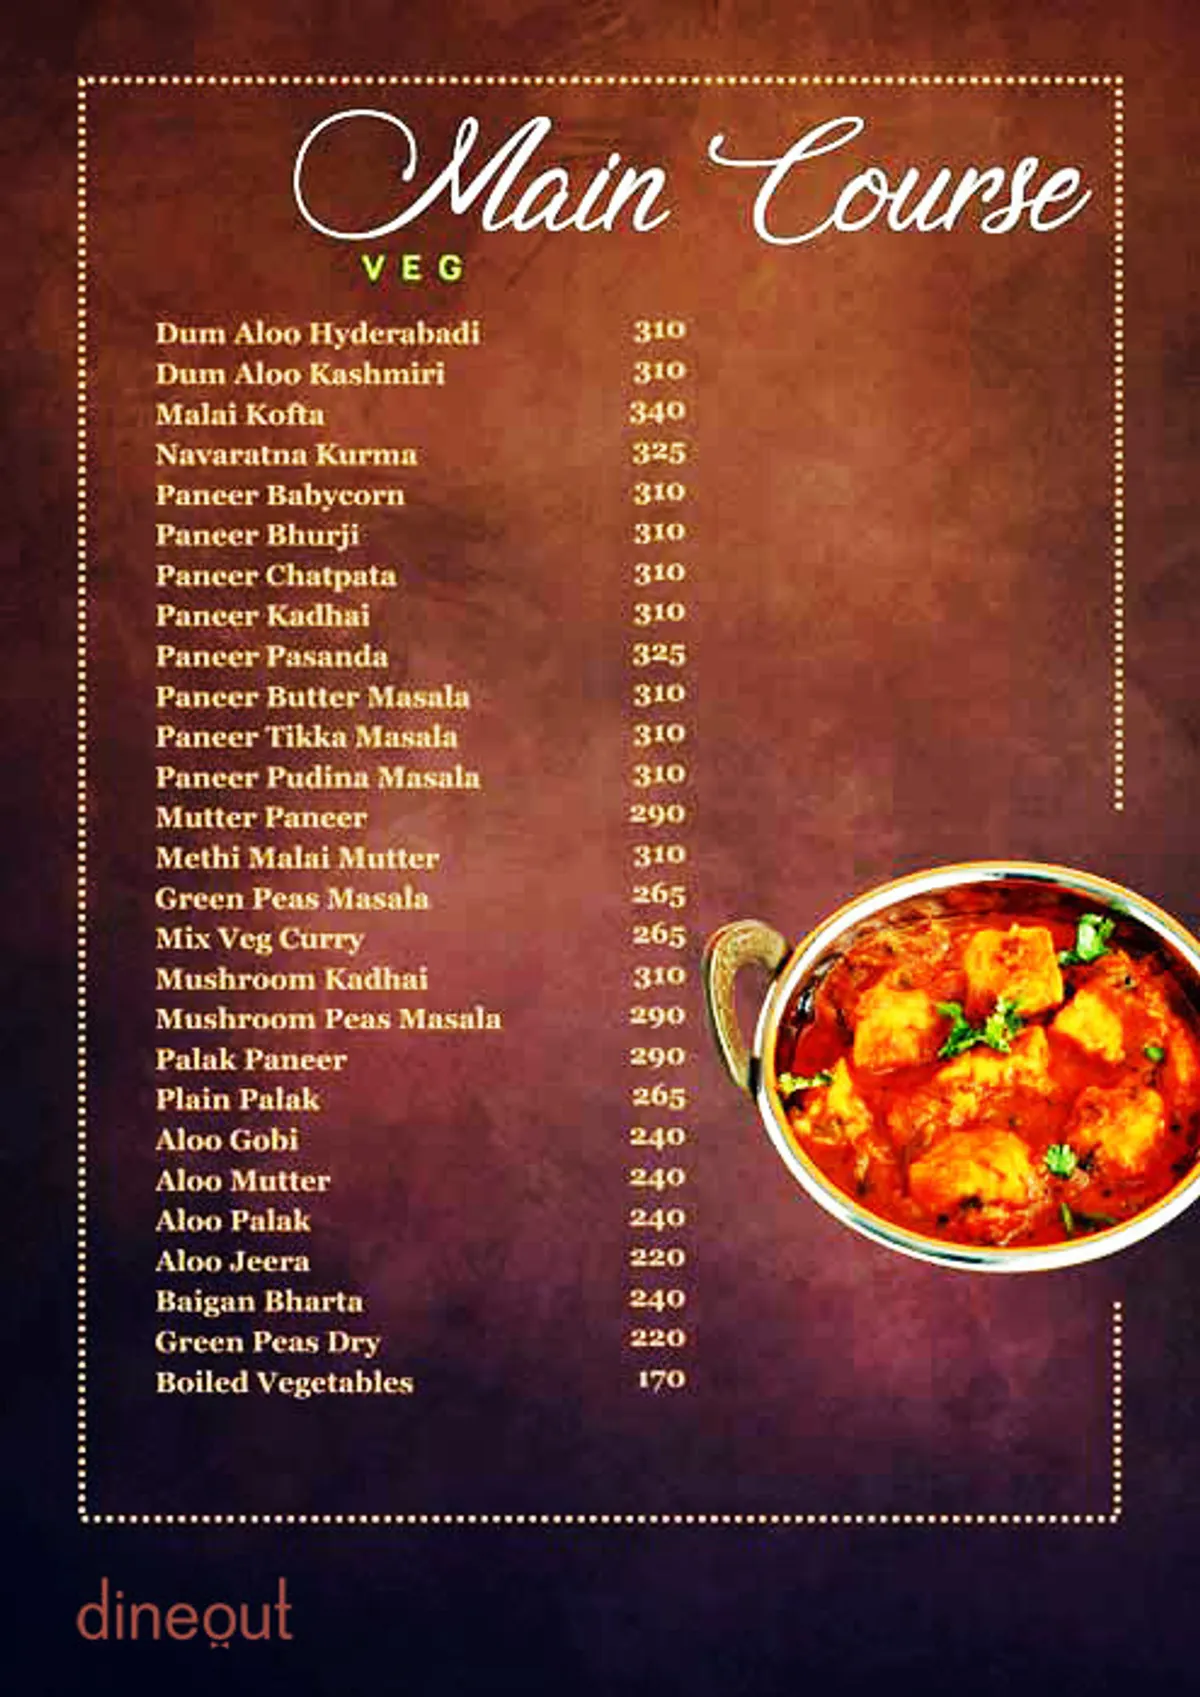 Main Course
VEG
Dum Aloo Hyderabadi 310
Dum Aloo Kashmiri 310
Malai Kofta 340
Navaratna Kurma 325
Paneer Babycorn 310
Paneer Bhurji 310
Paneer Chatpata 310
Paneer Kadhai 310
Paneer Pasanda 325
Paneer Butter Masala 310
Paneer Tikka Masala 310
Paneer Pudina Masala 310
Mutter Paneer 290
Methi Malai Mutter 310
Green Peas Masala 265
Mix Veg Curry 265
Mushroom Kadhai 310
Mushroom Peas Masala 290
Palak Paneer 290
Plain Palak 265
Aloo Gobi 240
Aloo Mutter 240
Aloo Palak 240
Aloo Jeera 220
Baigan Bharta 240
Green Peas Dry 220
Boiled Vegetables 170
dineout